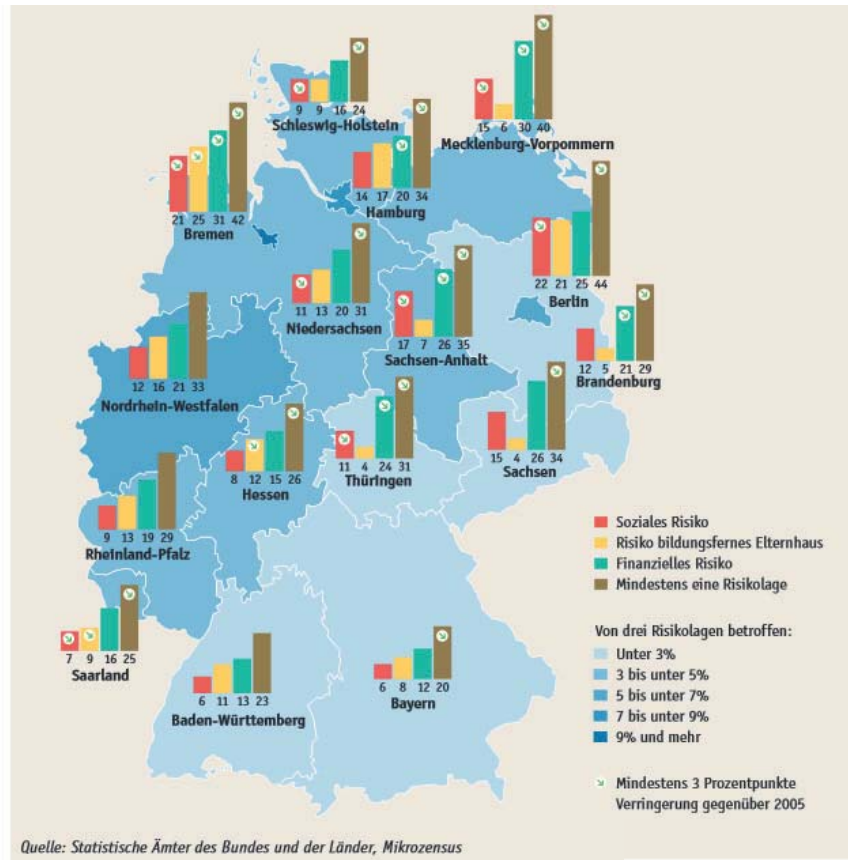 9 9 16 24
Schleswig-Holstein
15 6 30 40
Mecklenburg-Vorpommern
21 25 31 42
Bremen
14 17 20 34
Hamburg
22 21 25 44
Berlin
11 13 20 31
Niedersachsen
17 7 26 35
Sachsen-Anhalt
12 5 21 29
Brandenburg
12 16 21 33
Nordrhein-Westfalen
8 12 15 26
Hessen
11 4 24 31
Thüringen
15 4 26 34
Sachsen
9 13 19 29
Rheinland-Pfalz
7 9 16 25
Saarland
6 11 13 23
Baden-Württemberg
6 8 12 20
Bayern
Soziales Risiko
Risiko bildungsfernes Elternhaus
Finanzielles Risiko
Mindestens eine Risikolage
Von drei Risikolagen betroffen:
Unter 3%
3 bis unter 5%
5 bis unter 7%
7 bis unter 9%
9% und mehr
Mindestens 3 Prozentpunkte
Verringerung gegenüber 2005
Quelle: Statistische Ämter des Bundes und der Länder, Mikrozensus